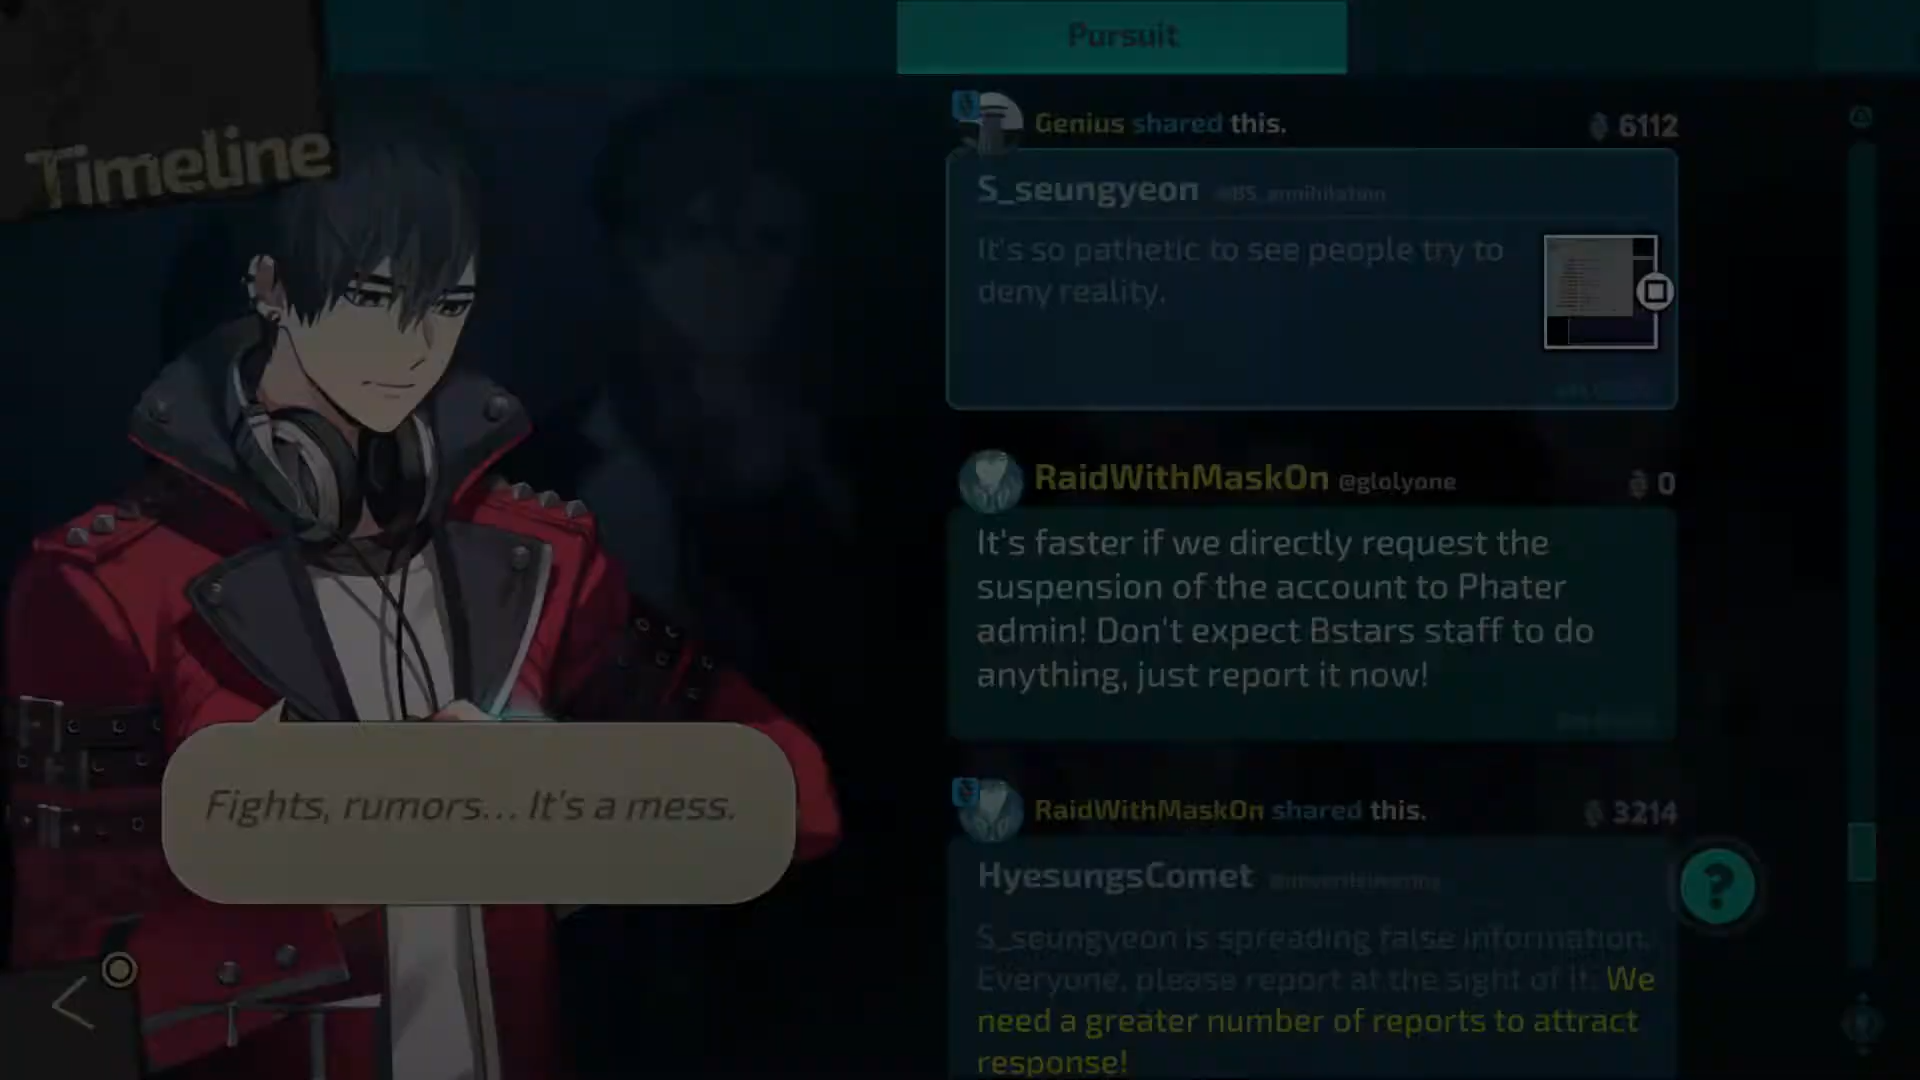 Pursuit
Timeline
Genius shared this.
6112
S_seungyeon @BS_annihilation
It's so pathetic to see people try to
deny reality.
RaidWithMaskOn @glolyone
0
It's faster if we directly request the
suspension of the account to Phater
admin! Don't expect Bstars staff to do
anything, just report it now!
Fights, rumors... It's a mess.
RaidWithMaskOn shared this.
3214
HyesungsComet
S_seungyeon is spreading false information.
Everyone, please report at the sight of it. We
need a greater number of reports to attract
response!
?